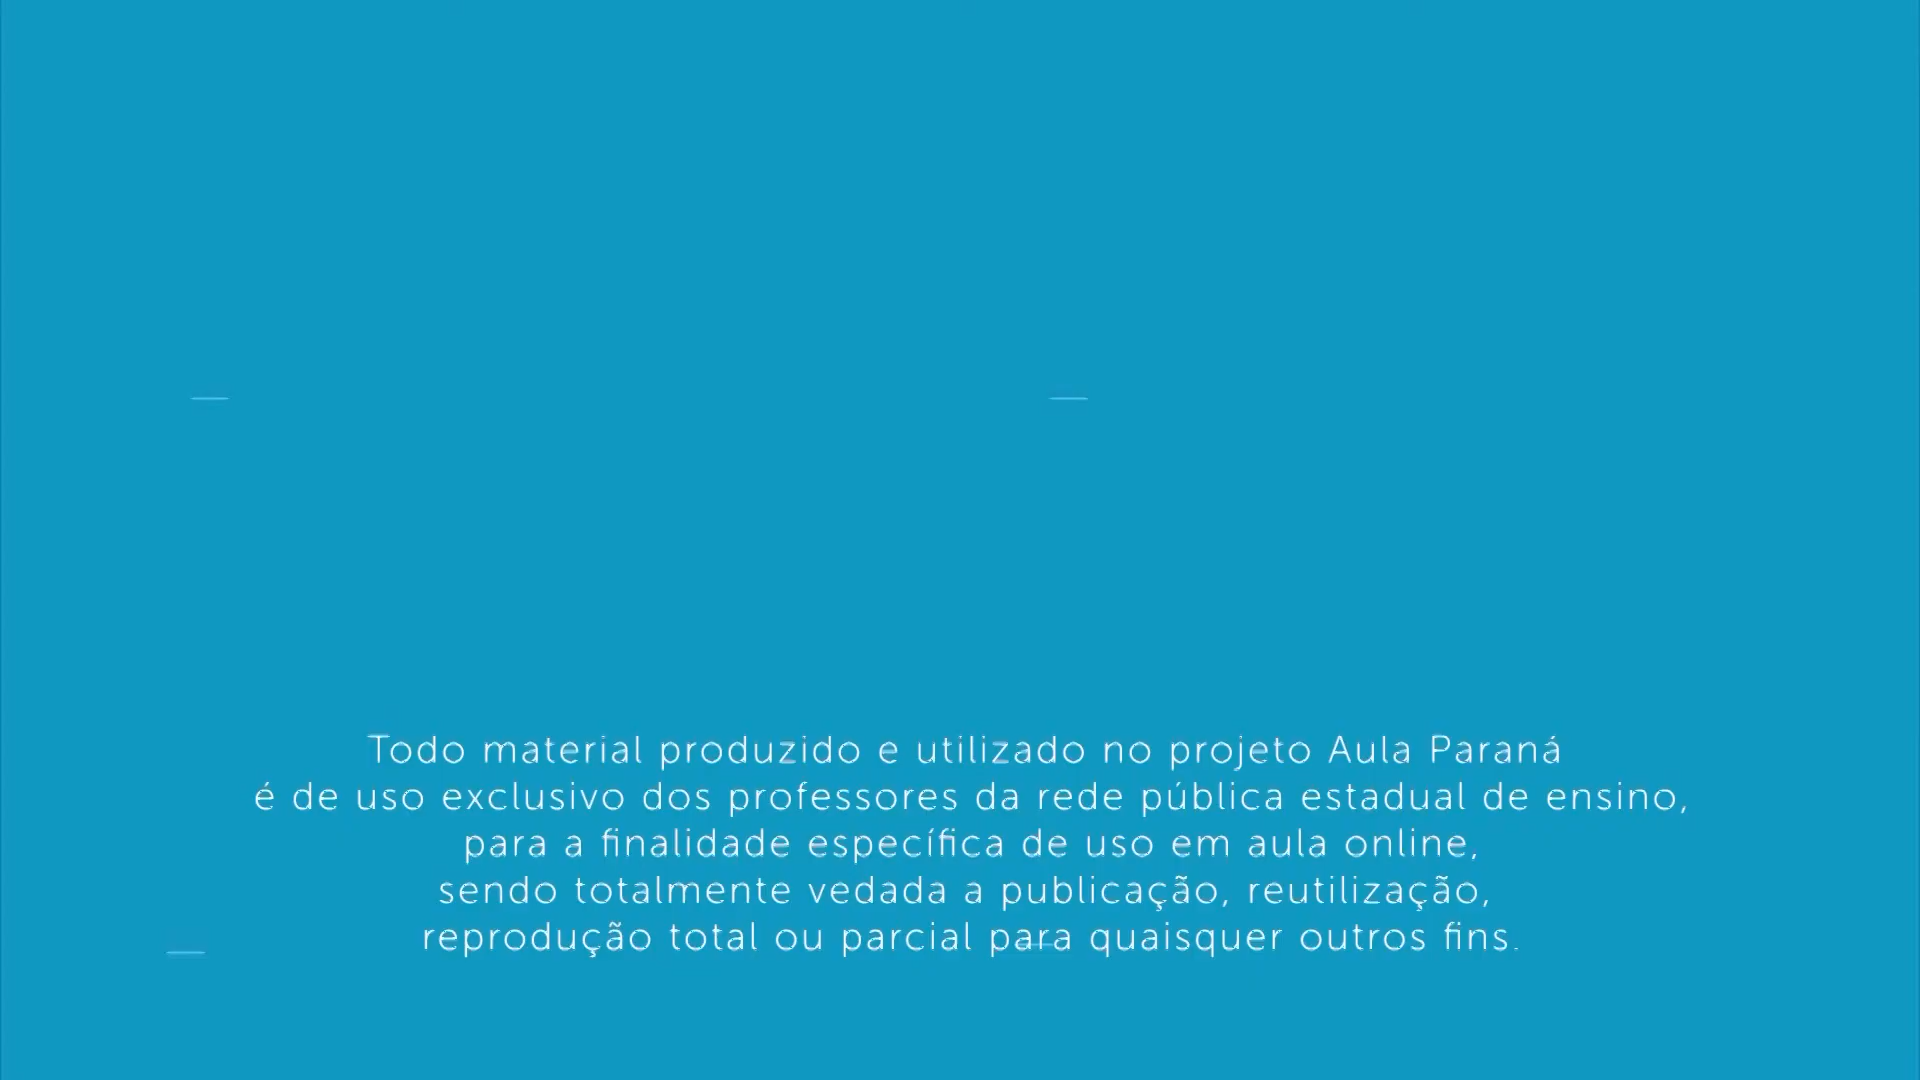 Todo material produzido e utilizado no projeto Aula Paraná
é de uso exclusivo dos professores da rede pública estadual de ensino,
para a finalidade específica de uso em aula online,
sendo totalmente vedada a publicação, reutilização,
reprodução total ou parcial para quaisquer outros fins.